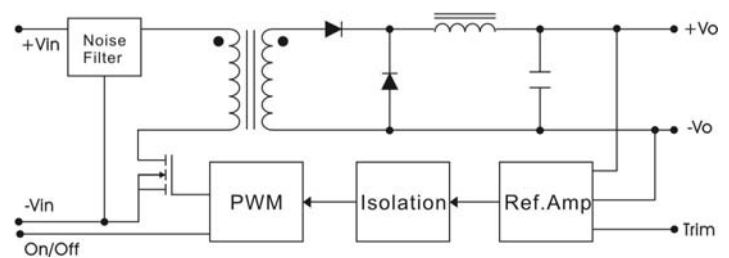 +Vin
Noise
Filter
+Vo
-Vo
-Vin
PWM
Isolation
Ref.Amp
Trim
On/Off